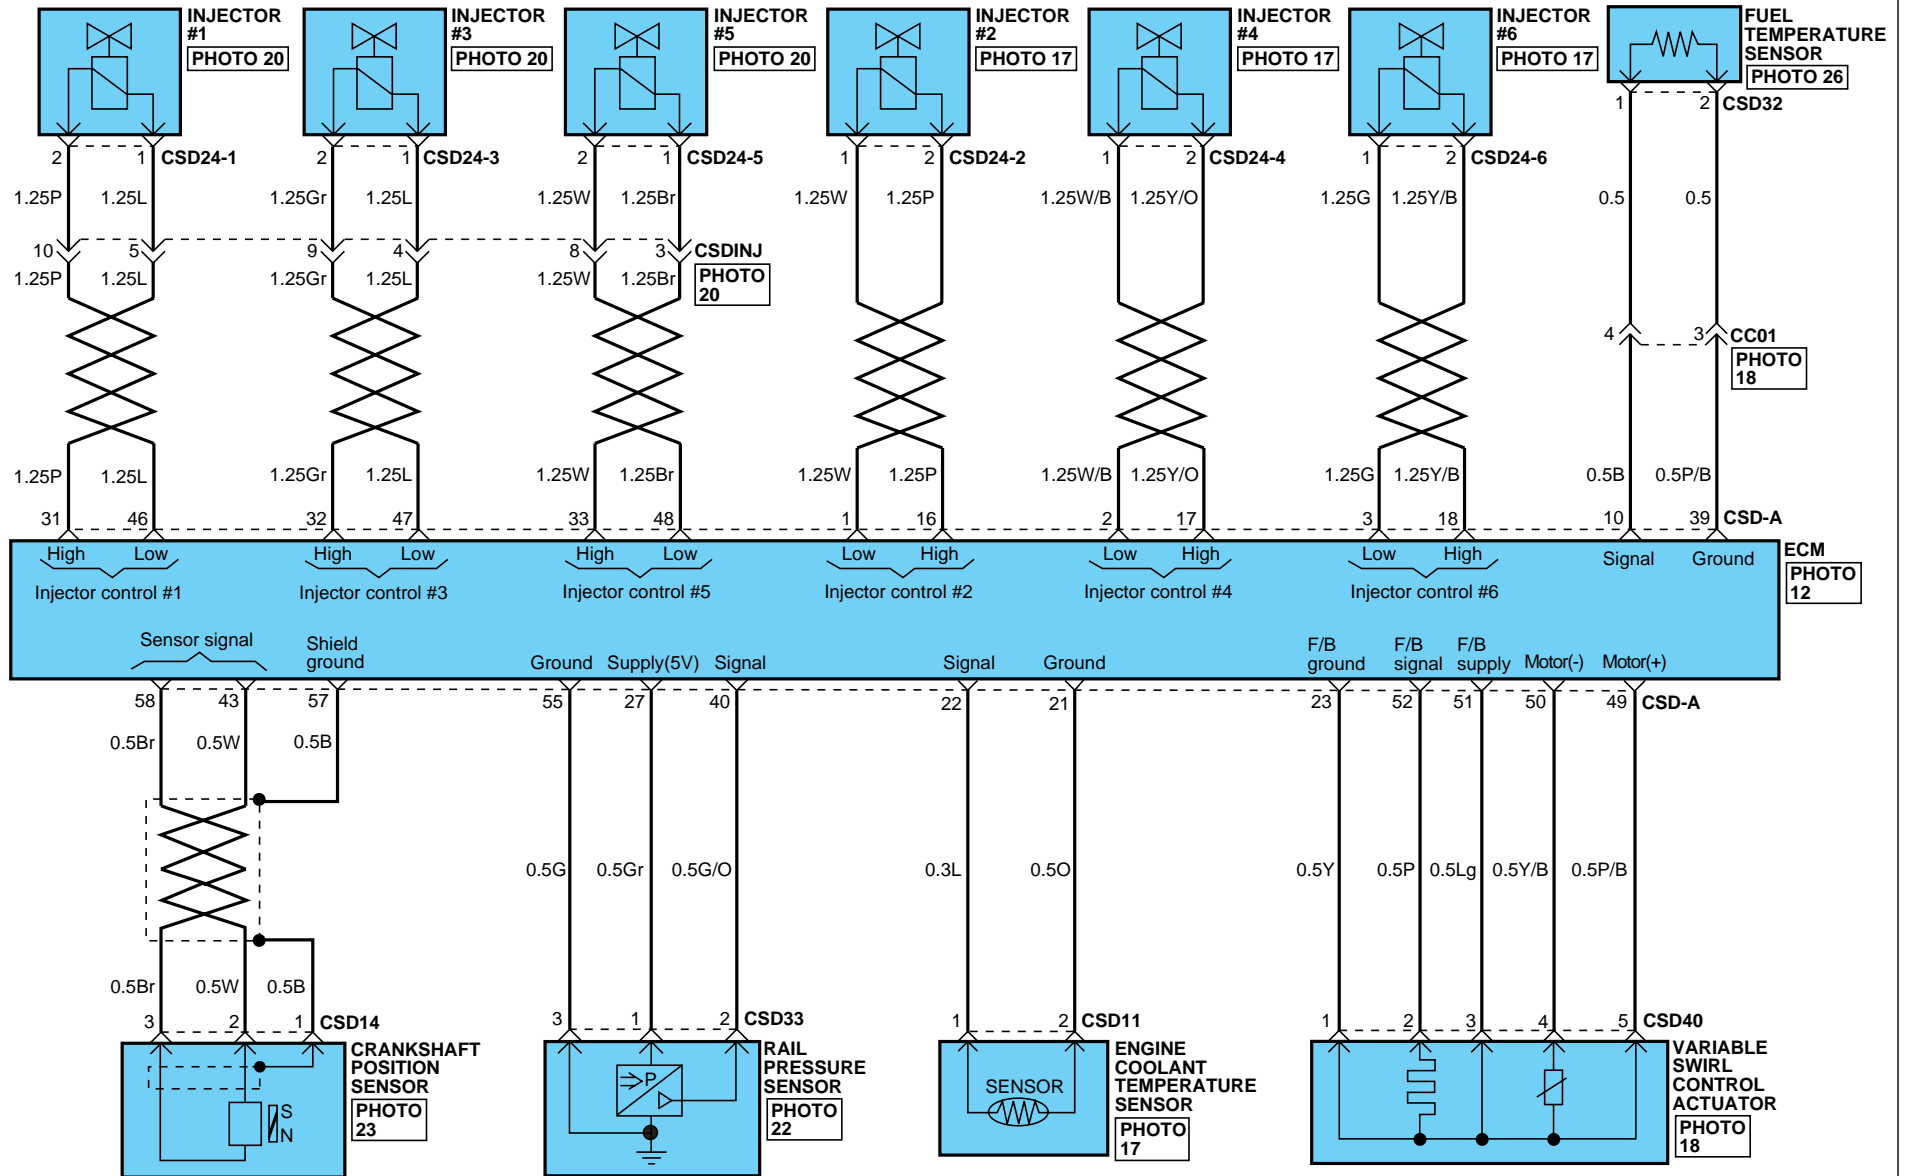 INJECTOR
#1
PHOTO 20
INJECTOR
#3
PHOTO 20
INJECTOR
#5
PHOTO 20
INJECTOR
#2
PHOTO 17
INJECTOR
#4
PHOTO 17
INJECTOR
#6
PHOTO 17
FUEL
TEMPERATURE
SENSOR
PHOTO 26
2 1 CSD24-1
2 1 CSD24-3
2 1 CSD24-5
1 2 CSD24-2
1 2 CSD24-4
1 2 CSD24-6
1 2 CSD32
1.25P 1.25L 1.25Gr 1.25L 1.25W 1.25Br 1.25W 1.25P 1.25W/B 1.25Y/O 1.25G 1.25Y/B 0.5 0.5
10 5 9 4 8 3 CSDINJ
PHOTO
20
1.25P 1.25L 1.25Gr 1.25L 1.25W 1.25Br
4 3 CC01
PHOTO
18
1.25P 1.25L 1.25Gr 1.25L 1.25W 1.25Br 1.25W 1.25P 1.25W/B 1.25Y/O 1.25G 1.25Y/B 0.5B 0.5P/B
31 46 32 47 33 48 1 16 2 17 3 18 10 39 CSD-A
High Low High Low High Low Low High Low High Low High Signal Ground
Injector control #1 Injector control #3 Injector control #5 Injector control #2 Injector control #4 Injector control #6
ECM
PHOTO
12
Sensor signal
Shield
ground
Ground Supply(5V) Signal
Signal Ground
F/B
ground
F/B
signal
F/B
supply
Motor(-) Motor(+)
58 43 57 55 27 40 22 21 23 52 51 50 49 CSD-A
0.5Br 0.5W 0.5B
0.5G 0.5Gr 0.5G/O 0.3L 0.5O 0.5Y 0.5P 0.5Lg 0.5Y/B 0.5P/B
0.5Br 0.5W 0.5B
3 2 1 CSD14
3 1 2 CSD33
1 2 CSD11
1 2 3 4 5 CSD40
CRANKSHAFT
POSITION
SENSOR
PHOTO
23
S
N
RAIL
PRESSURE
SENSOR
PHOTO
22
P
SENSOR
ENGINE
COOLANT
TEMPERATURE
SENSOR
PHOTO
17
VARIABLE
SWIRL
CONTROL
ACTUATOR
PHOTO
18